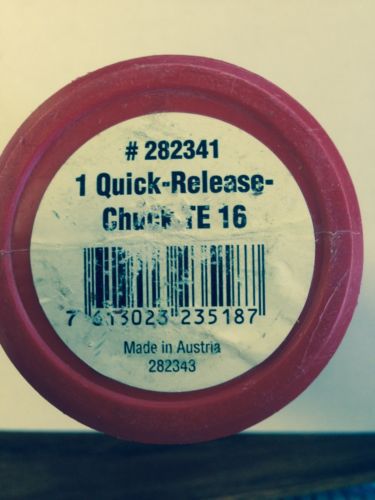 # 282341
1 Quick-Release-
Chuck TE 16
7 613023 235187
Made in Austria
282343